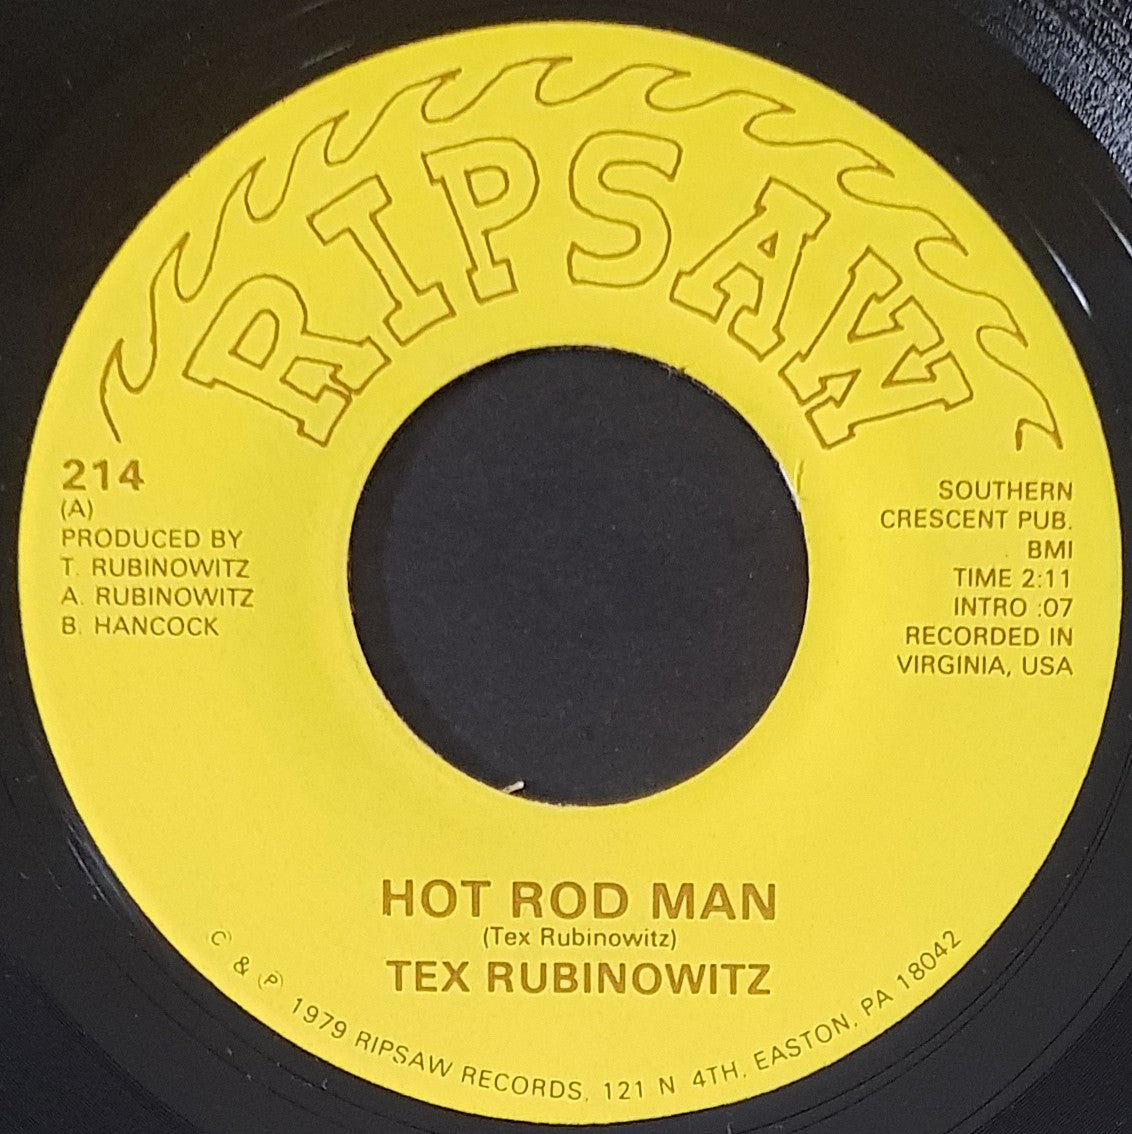 RIPSAW
214
(A)
PRODUCED BY
T. RUBINOWITZ
A. RUBINOWITZ
B. HANCOCK
SOUTHERN
CRESCENT PUB.
BMI
TIME 2:11
INTRO :07
RECORDED IN
VIRGINIA, USA
HOT ROD MAN
(Tex Rubinowitz)
TEX RUBINOWITZ
© & ℗ 1979 RIPSAW RECORDS, 121 N 4TH. EASTON, PA 18042